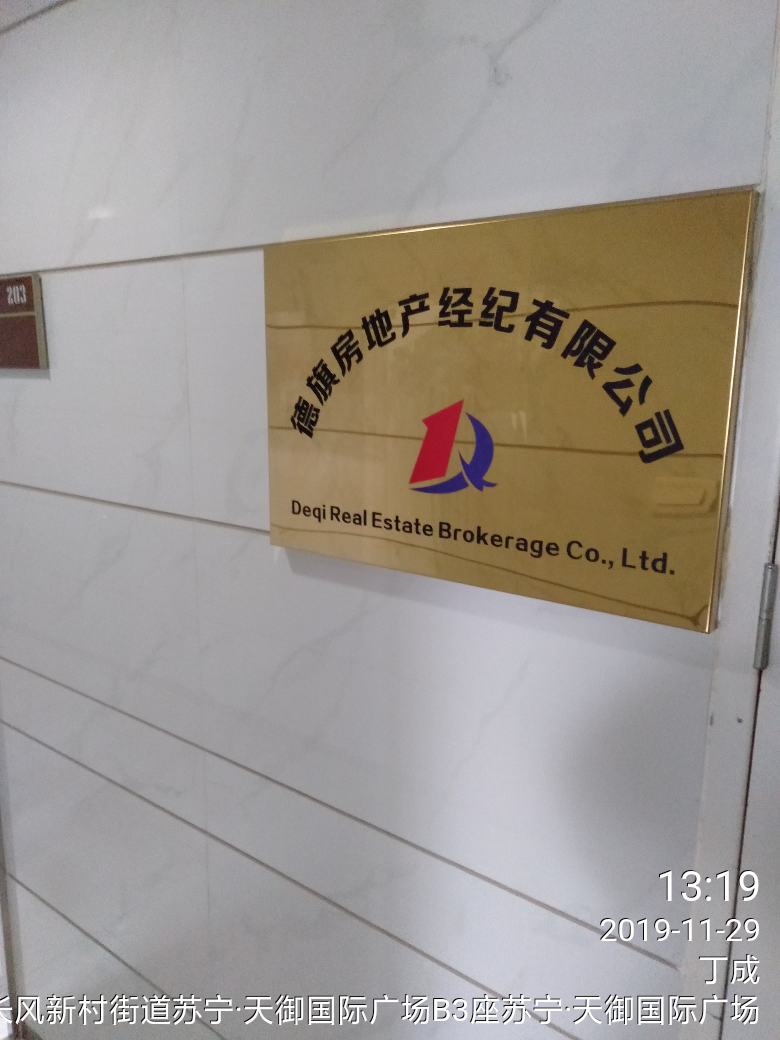 203
德旗房地产经纪有限公司
Deqi Real Estate Brokerage Co., Ltd.
13:19
2019-11-29
丁成
长风新村街道苏宁·天御国际广场B3座苏宁·天御国际广场